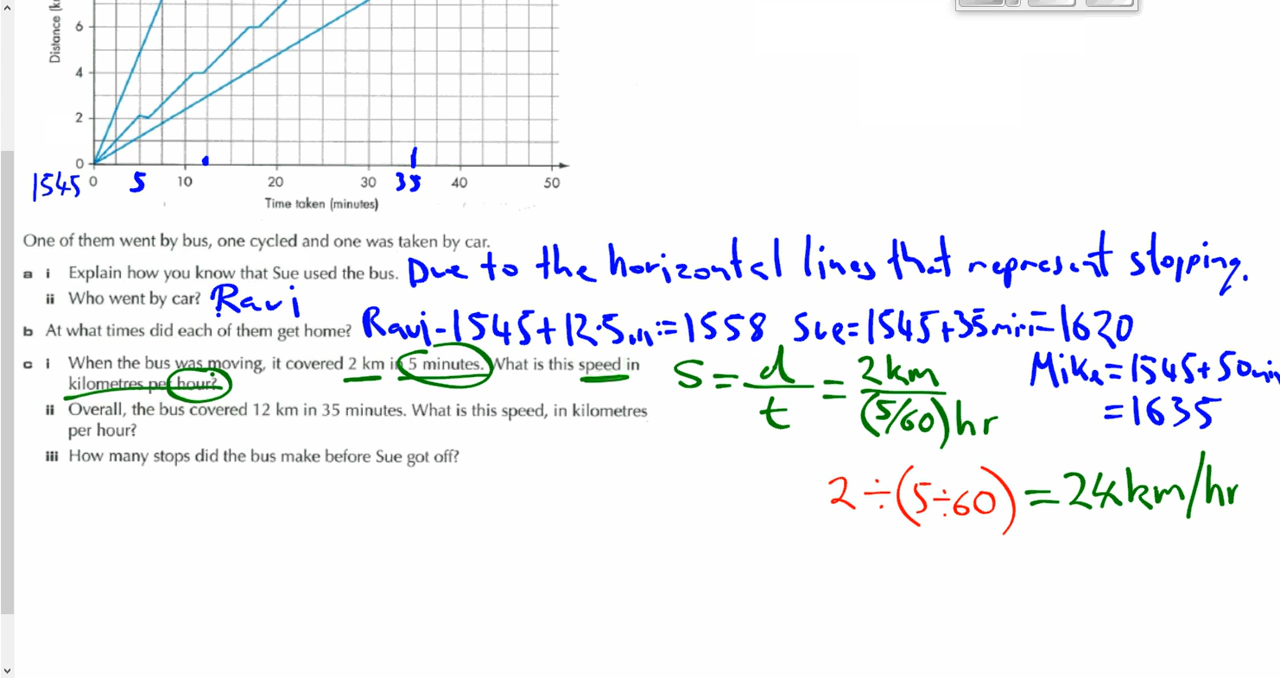 Distance (k
6
4
2
0
1545 0 5 10 20 30 35 40 50
Time taken (minutes)
One of them went by bus, one cycled and one was taken by car.
a i Explain how you know that Sue used the bus. Due to the horizontal lines that represent stopping.
ii Who went by car? Ravi
b At what times did each of them get home? Ravi-1545+12.5min=1558 Sue=1545+35min=1620
Mike=1545+50min
=1635
c i When the bus was moving, it covered 2 km in 5 minutes. What is this speed in
kilometres per hour?
S = d/t = 2km/(5/60)hr
ii Overall, the bus covered 12 km in 35 minutes. What is this speed, in kilometres
per hour?
iii How many stops did the bus make before Sue got off?
2÷(5÷60)=24km/hr